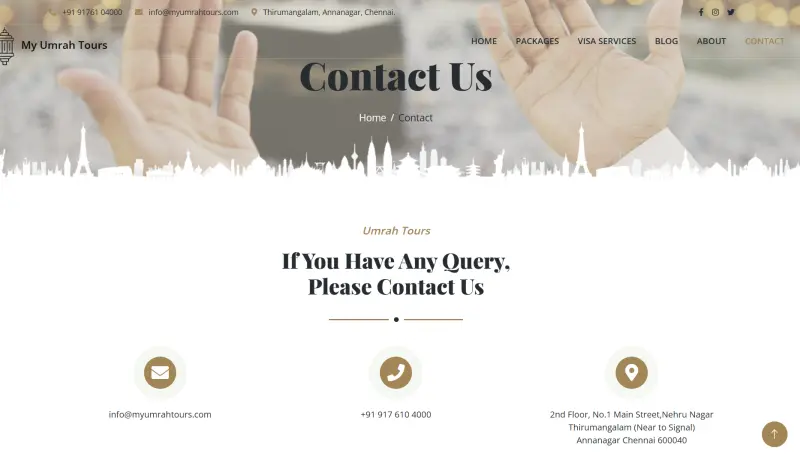 +91 91761 04000 info@myumrahtours.com Thirumangalam, Annanagar, Chennai.
My Umrah Tours HOME PACKAGES VISA SERVICES BLOG ABOUT CONTACT
Contact Us
Home / Contact
Umrah Tours
If You Have Any Query,
Please Contact Us
info@myumrahtours.com
+91 917 610 4000
2nd Floor, No.1 Main Street,Nehru Nagar
Thirumangalam (Near to Signal)
Annanagar Chennai 600040